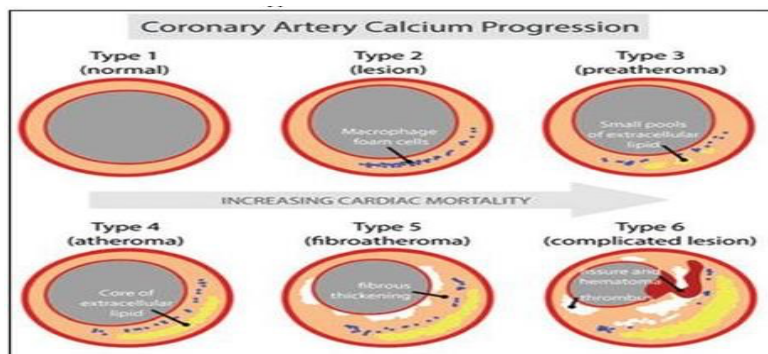 Coronary Artery Calcium Progression
Type 1
(normal)
Type 2
(lesion)
Type 3
(preatheroma)
Macrophage
foam cells
Small pools
of extracellular
lipid
INCREASING CARDIAC MORTALITY
Type 4
(atheroma)
Type 5
(fibroatheroma)
Type 6
(complicated lesion)
Core of
extracellular
lipid
fibrous
thickening
fissure and
hematoma
thrombus